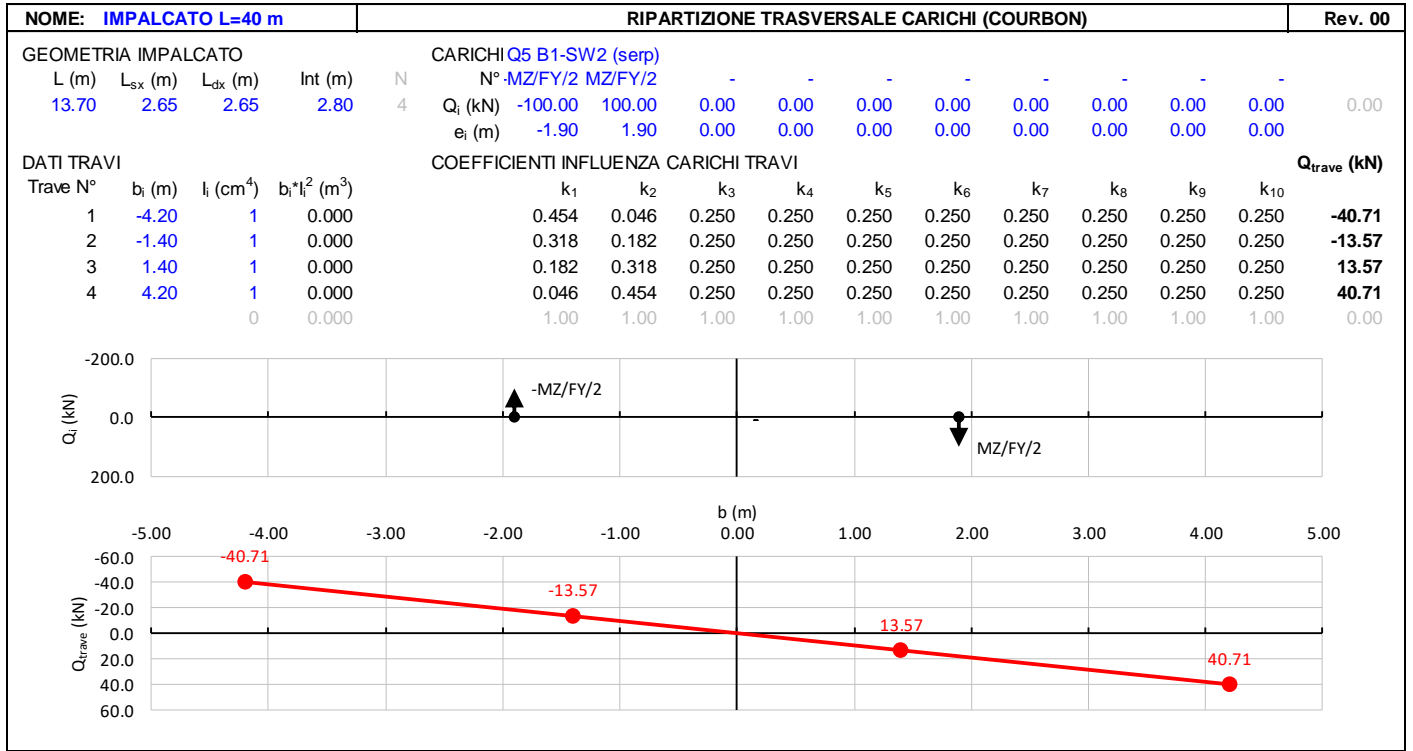 NOME: IMPALCATO L=40 m RIPARTIZIONE TRASVERSALE CARICHI (COURBON) Rev. 00
GEOMETRIA IMPALCATO CARICHI Q5 B1-SW2 (serp)
L (m) Lsx (m) Ldx (m) Int (m) N N° -MZ/FY/2 MZ/FY/2 - - - - - - - -
13.70 2.65 2.65 2.80 4 Qi (kN) -100.00 100.00 0.00 0.00 0.00 0.00 0.00 0.00 0.00 0.00 0.00
ei (m) -1.90 1.90 0.00 0.00 0.00 0.00 0.00 0.00 0.00 0.00
DATI TRAVI COEFFICIENTI INFLUENZA CARICHI TRAVI Qtrave (kN)
Trave N° bi (m) Ii (cm4) bi*Ii2 (m3) k1 k2 k3 k4 k5 k6 k7 k8 k9 k10
1 -4.20 1 0.000 0.454 0.046 0.250 0.250 0.250 0.250 0.250 0.250 0.250 0.250 -40.71
2 -1.40 1 0.000 0.318 0.182 0.250 0.250 0.250 0.250 0.250 0.250 0.250 0.250 -13.57
3 1.40 1 0.000 0.182 0.318 0.250 0.250 0.250 0.250 0.250 0.250 0.250 0.250 13.57
4 4.20 1 0.000 0.046 0.454 0.250 0.250 0.250 0.250 0.250 0.250 0.250 0.250 40.71
0 0.000 1.00 1.00 1.00 1.00 1.00 1.00 1.00 1.00 1.00 1.00 0.00
-200.0
-MZ/FY/2
Qi (kN)
0.0
-
MZ/FY/2
200.0
b (m)
-5.00 -4.00 -3.00 -2.00 -1.00 0.00 1.00 2.00 3.00 4.00 5.00
-60.0
-40.71
-40.0
-13.57
-20.0
Qtrave (kN)
0.0
13.57
20.0
40.71
40.0
60.0